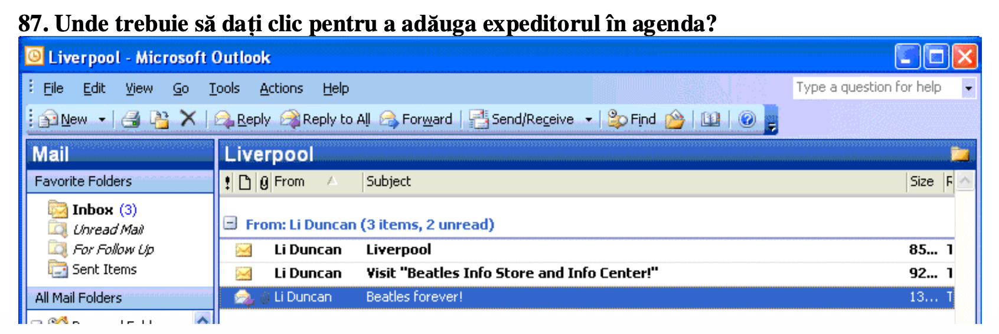 87. Unde trebuie să dați clic pentru a adăuga expeditorul în agenda?
Liverpool - Microsoft Outlook
File Edit View Go Tools Actions Help Type a question for help
New Reply Reply to All Forward Send/Receive Find
Mail Liverpool
Favorite Folders ! From Subject Size
Inbox (3)
Unread Mail From: Li Duncan (3 items, 2 unread)
For Follow Up Li Duncan Liverpool 85...
Sent Items Li Duncan Visit "Beatles Info Store and Info Center!" 92...
All Mail Folders Li Duncan Beatles forever! 13...